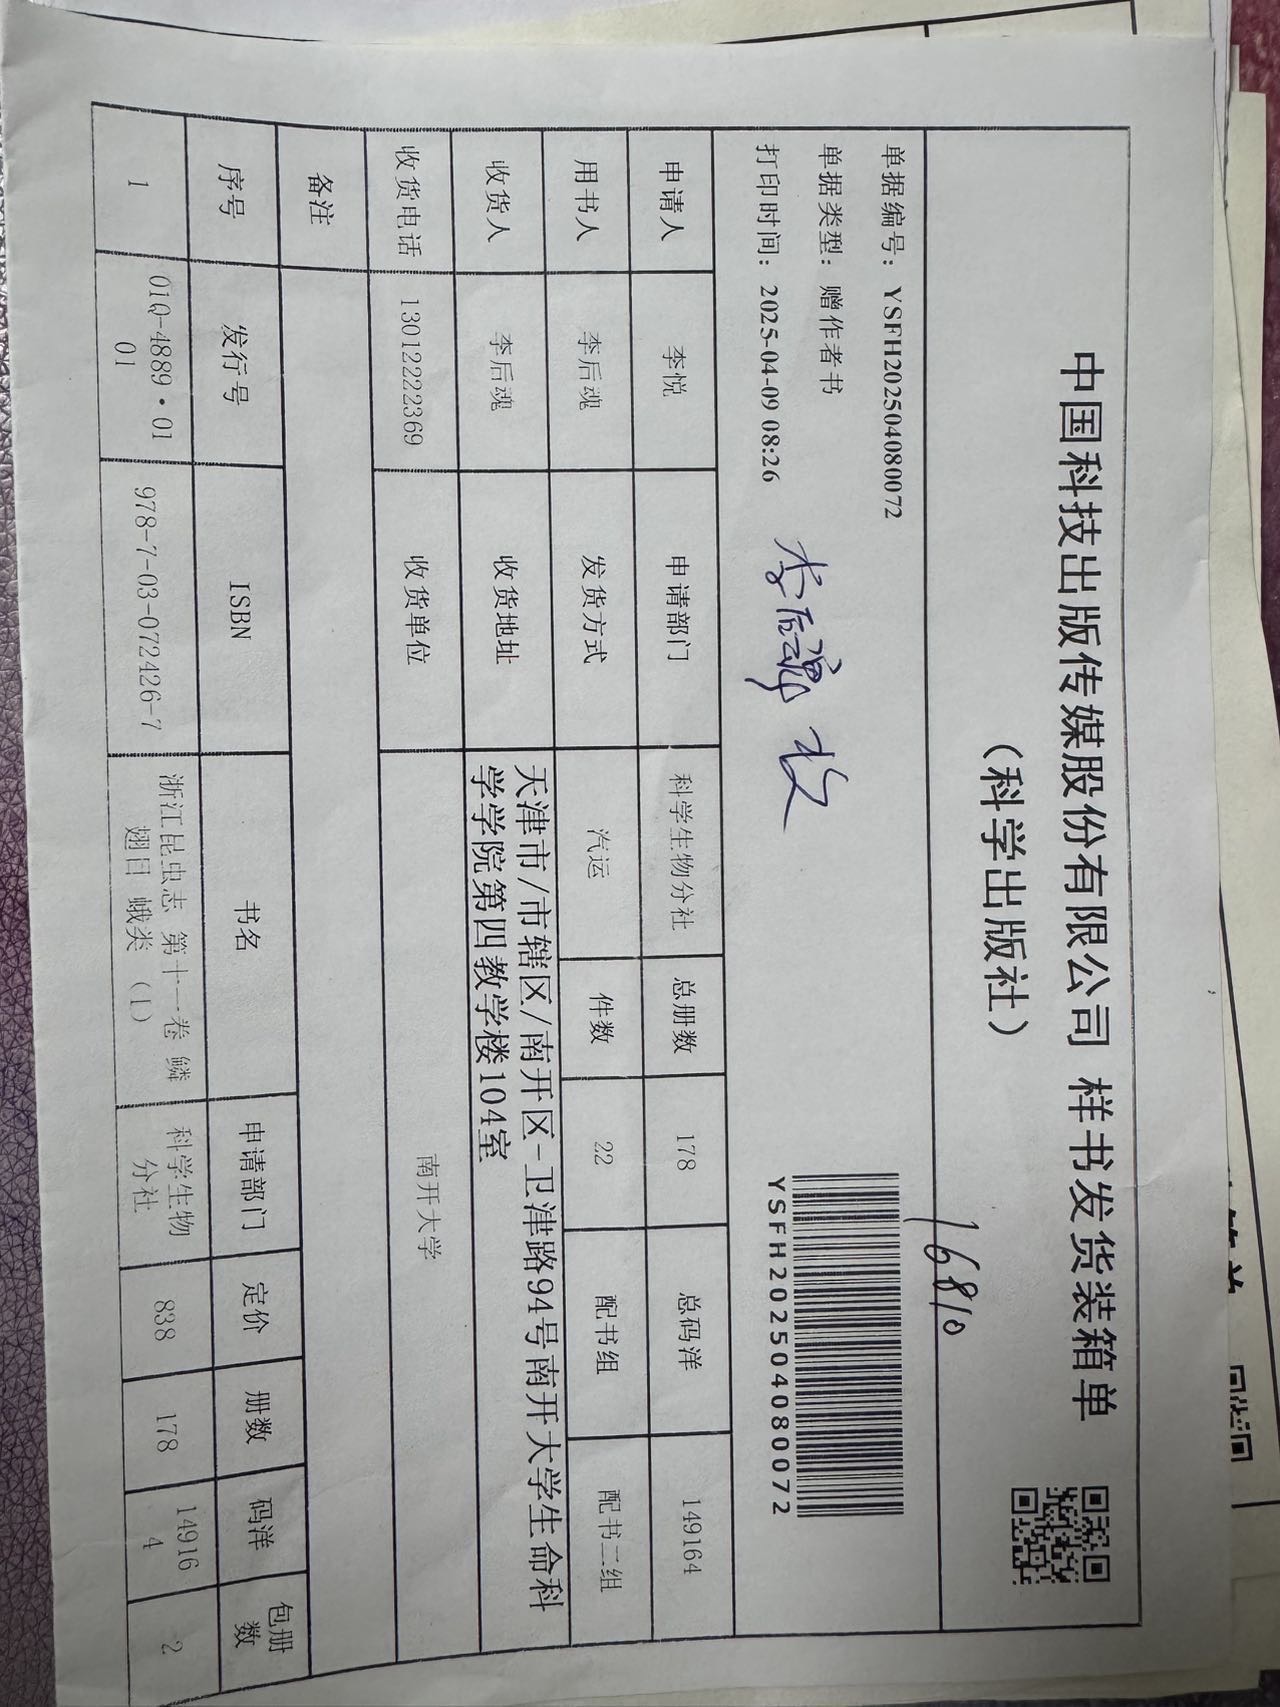 中国科技出版传媒股份有限公司 样书发货装箱单
（科学出版社）
16810
单据编号：YSFH202504080072
单据类型：赠作者书
打印时间：2025-04-09 08:26
李后魂 收
YSFH202504080072
申请人 李悦 申请部门 科学生物分社 总册数 178 总码洋 149164
用书人 李后魂 发货方式 汽运 件数 22 配书组 配书二组
收货人 李后魂 收货地址 天津市/市辖区/南开区-卫津路94号南开大学生命科
学学院第四教学楼104室
收货电话 13012222369 收货单位 南开大学
备注
序号 发行号 ISBN 书名 申请部门 定价 册数 码洋 包册
数
1 01Q-4889·01 978-7-03-072426-7 浙江昆虫志 第十一卷 鳞 科学生物 838 178 14916 2
01 翅目 蛾类（I） 分社 4